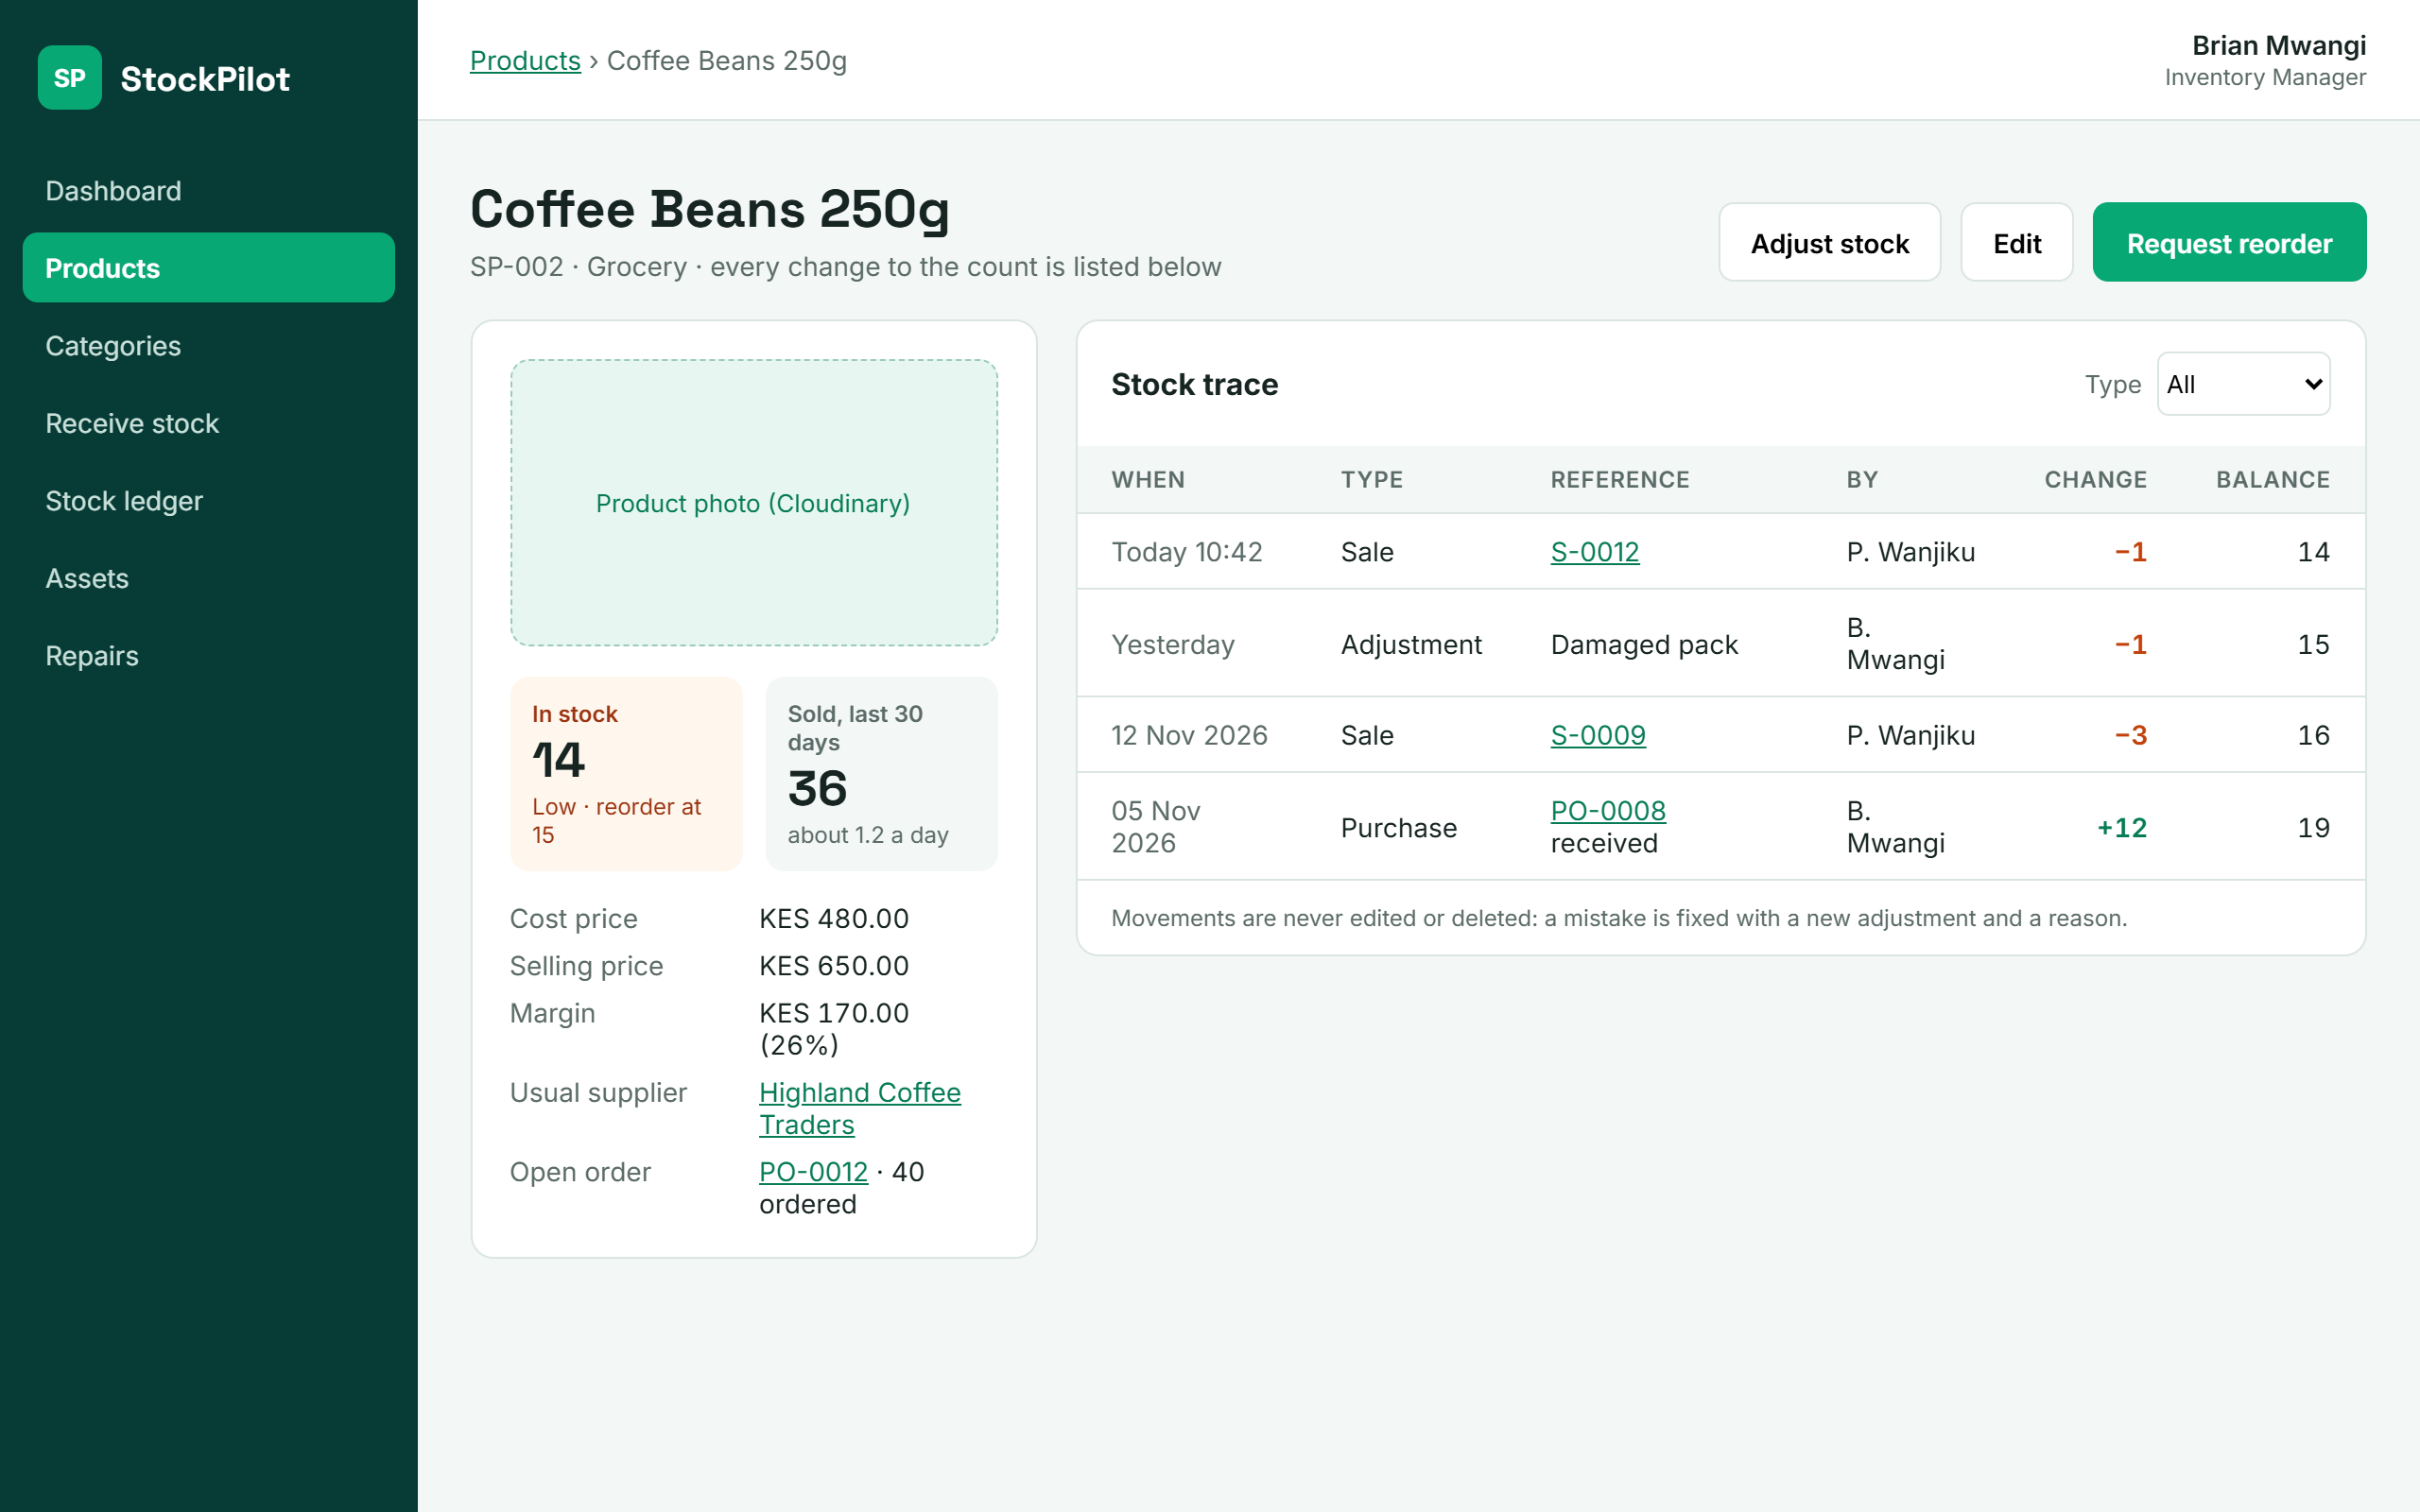 SP StockPilot
Dashboard
Products
Categories
Receive stock
Stock ledger
Assets
Repairs
Products › Coffee Beans 250g
Brian Mwangi
Inventory Manager
Coffee Beans 250g
SP-002 · Grocery · every change to the count is listed below
Adjust stock Edit Request reorder
Product photo (Cloudinary)
In stock
14
Low · reorder at
15
Sold, last 30
days
36
about 1.2 a day
Cost price KES 480.00
Selling price KES 650.00
Margin KES 170.00
(26%)
Usual supplier Highland Coffee
Traders
Open order PO-0012 · 40
ordered
Stock trace Type All
WHEN TYPE REFERENCE BY CHANGE BALANCE
Today 10:42 Sale S-0012 P. Wanjiku −1 14
Yesterday Adjustment Damaged pack B.
Mwangi −1 15
12 Nov 2026 Sale S-0009 P. Wanjiku −3 16
05 Nov
2026 Purchase PO-0008
received B.
Mwangi +12 19
Movements are never edited or deleted: a mistake is fixed with a new adjustment and a reason.